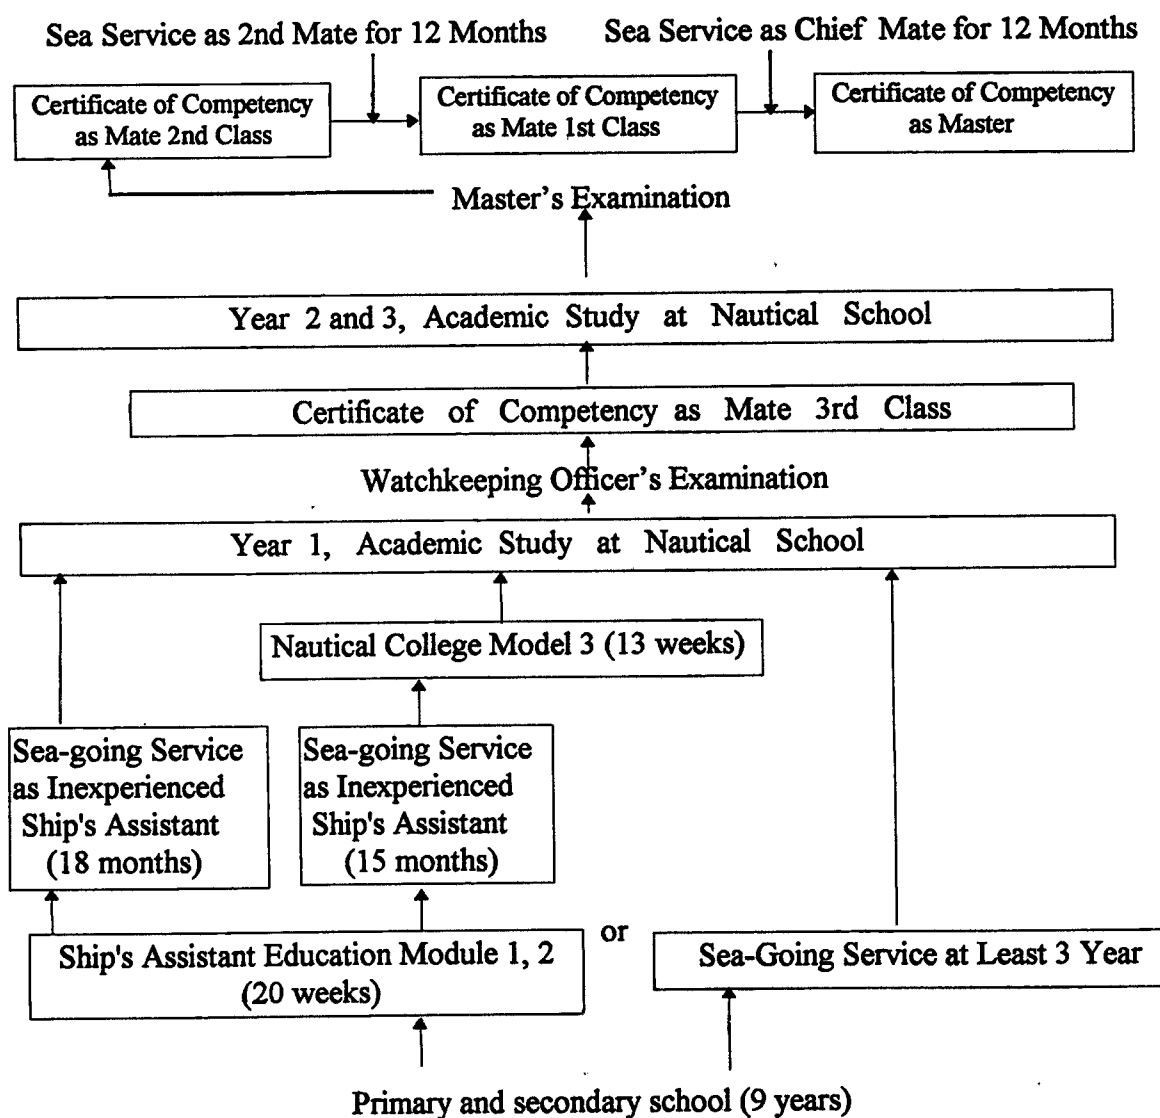 Sea Service as 2nd Mate for 12 Months
Sea Service as Chief Mate for 12 Months
Certificate of Competency
as Mate 2nd Class
Certificate of Competency
as Mate 1st Class
Certificate of Competency
as Master
Master's Examination
Year 2 and 3, Academic Study at Nautical School
Certificate of Competency as Mate 3rd Class
Watchkeeping Officer's Examination
Year 1, Academic Study at Nautical School
Nautical College Model 3 (13 weeks)
Sea-going Service
as Inexperienced
Ship's Assistant
(18 months)
Sea-going Service
as Inexperienced
Ship's Assistant
(15 months)
Ship's Assistant Education Module 1, 2
(20 weeks)
or
Sea-Going Service at Least 3 Year
Primary and secondary school (9 years)